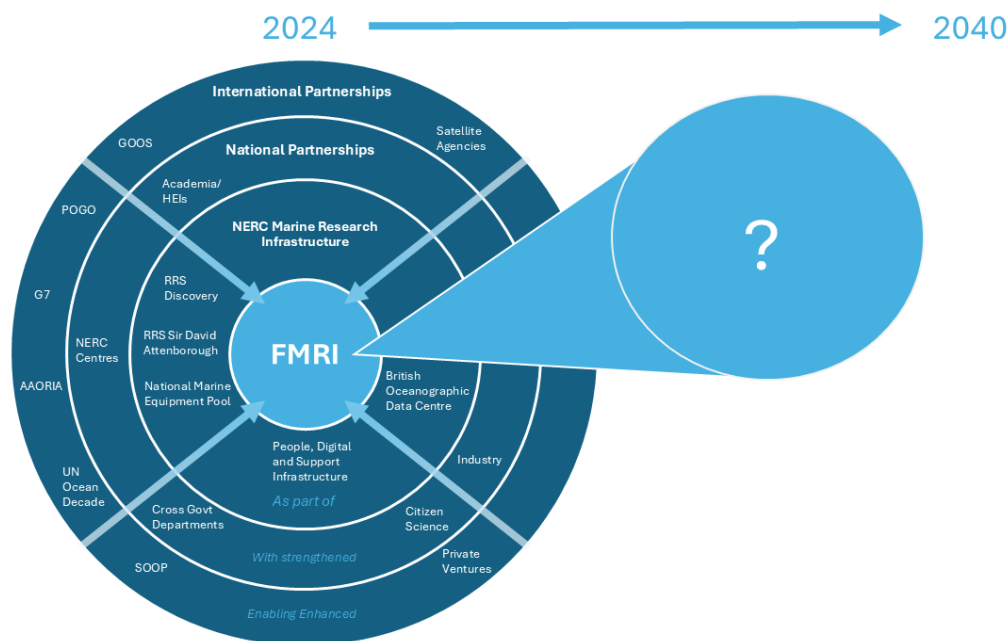 2024
2040
International Partnerships
GOOS
Satellite
Agencies
National Partnerships
Academia/
HEIs
POGO
NERC Marine Research
Infrastructure
?
RRS
Discovery
G7
NERC
Centres
RRS Sir David
Attenborough
FMRI
AAORIA
National Marine
Equipment Pool
British
Oceanographic
Data Centre
People, Digital
and Support
Infrastructure
Industry
UN
Ocean
Decade
As part of
Cross Govt
Departments
Citizen
Science
With strengthened
Private
Ventures
SOOP
Enabling Enhanced